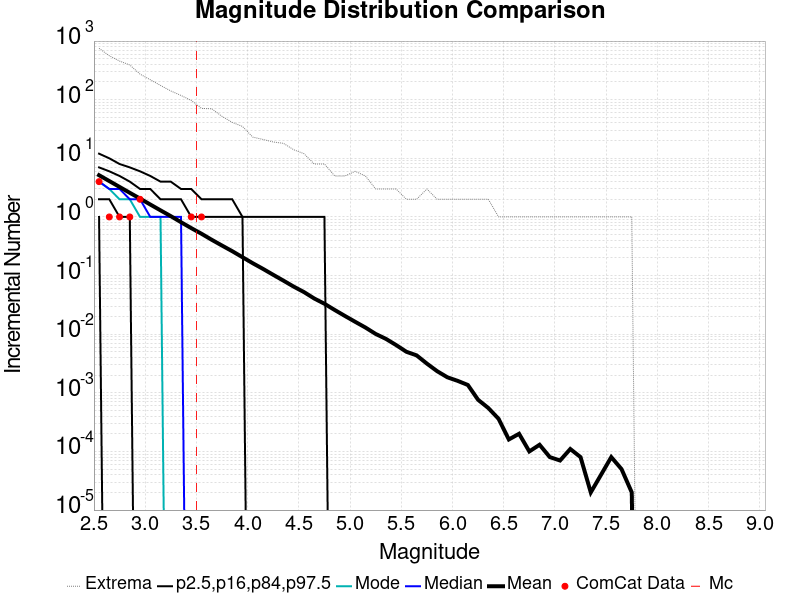 Magnitude Distribution Comparison
Incremental Number
10^3
10^2
10^1
10^0
10^-1
10^-2
10^-3
10^-4
10^-5
2.5 3.0 3.5 4.0 4.5 5.0 5.5 6.0 6.5 7.0 7.5 8.0 8.5 9.0
Magnitude
Extrema p2.5,p16,p84,p97.5 Mode Median Mean ComCat Data Mc